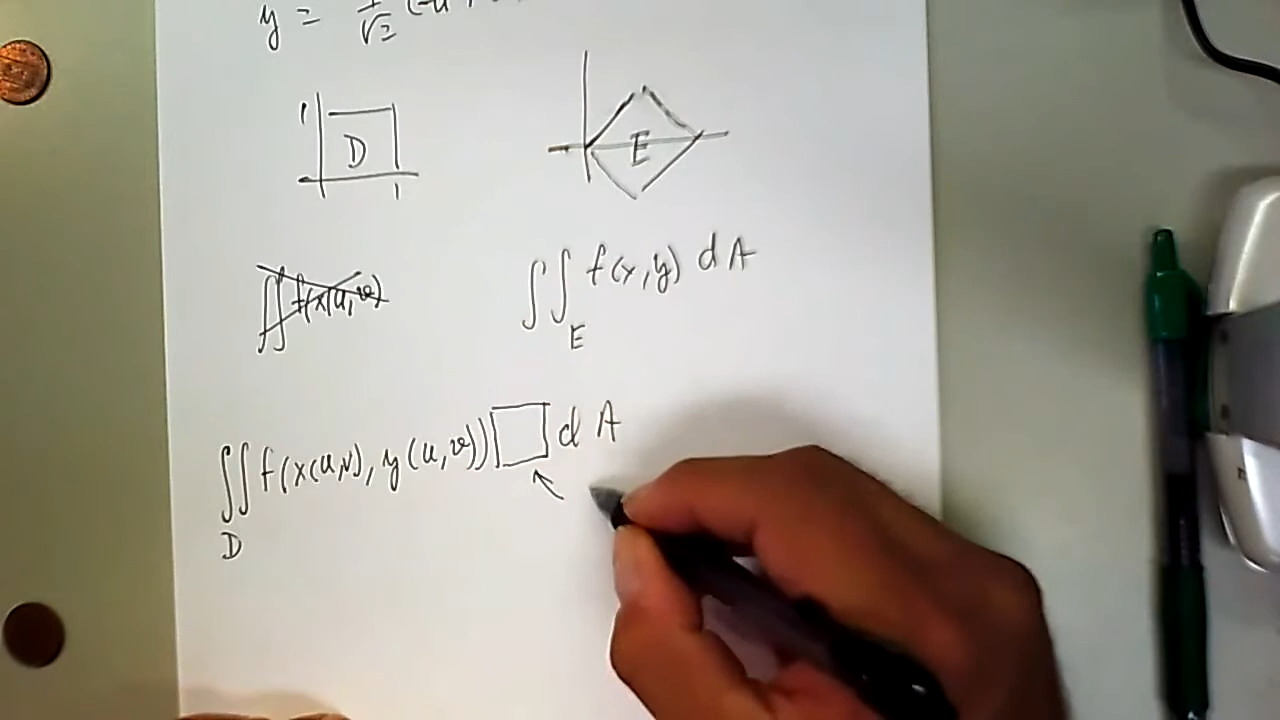 y = 1/√2 (-u
1 D 1
E
∬ f(x(u,v)
∬_E f(x,y) dA
∬_D f(x(u,v), y(u,v)) □ dA